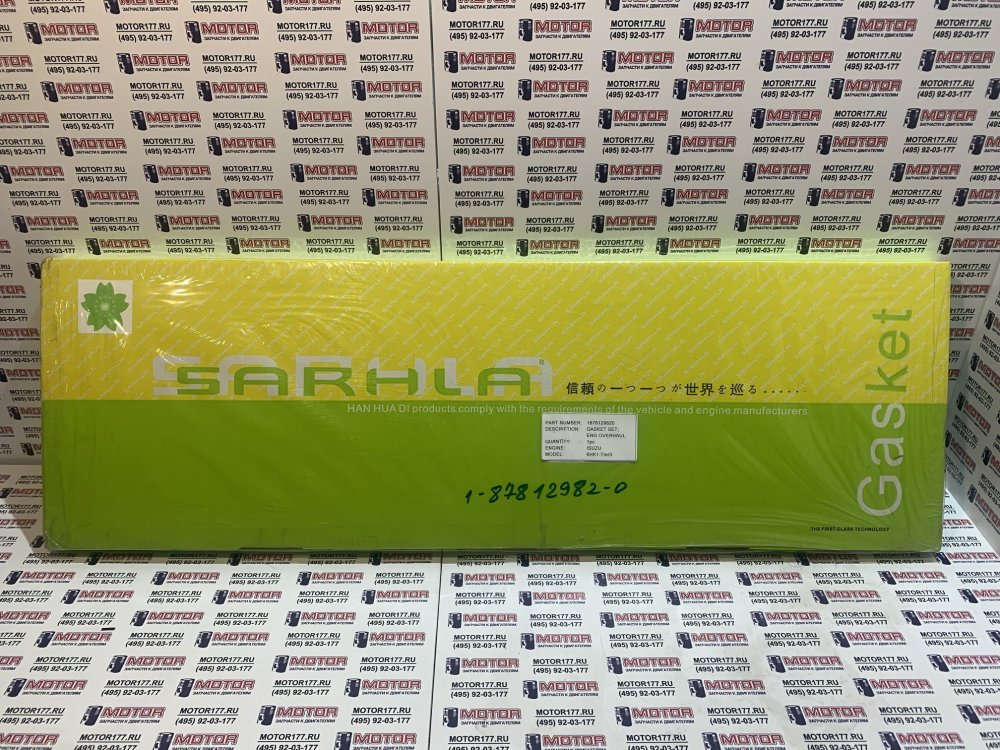 MOTOR177.RU
(495) 92-03-177
MOTOR
ЗАПЧАСТИ К ДВИГАТЕЛЯМ
SARHLA
信頼の一つ一つが世界を巡る.....
HAN HUA DI products comply with the requirements of the vehicle and engine manufacturers
PART NUMBER: 1878129820
DESCRIPTION: GASKET SET;
ENG OVERHAUL
QUANTITY: 1pc
ENGINE: ISUZU
MODEL: 6HK1-Tier3
1-87812982-0
Gasket
THE FIRST-CLASS TECHNOLOGY